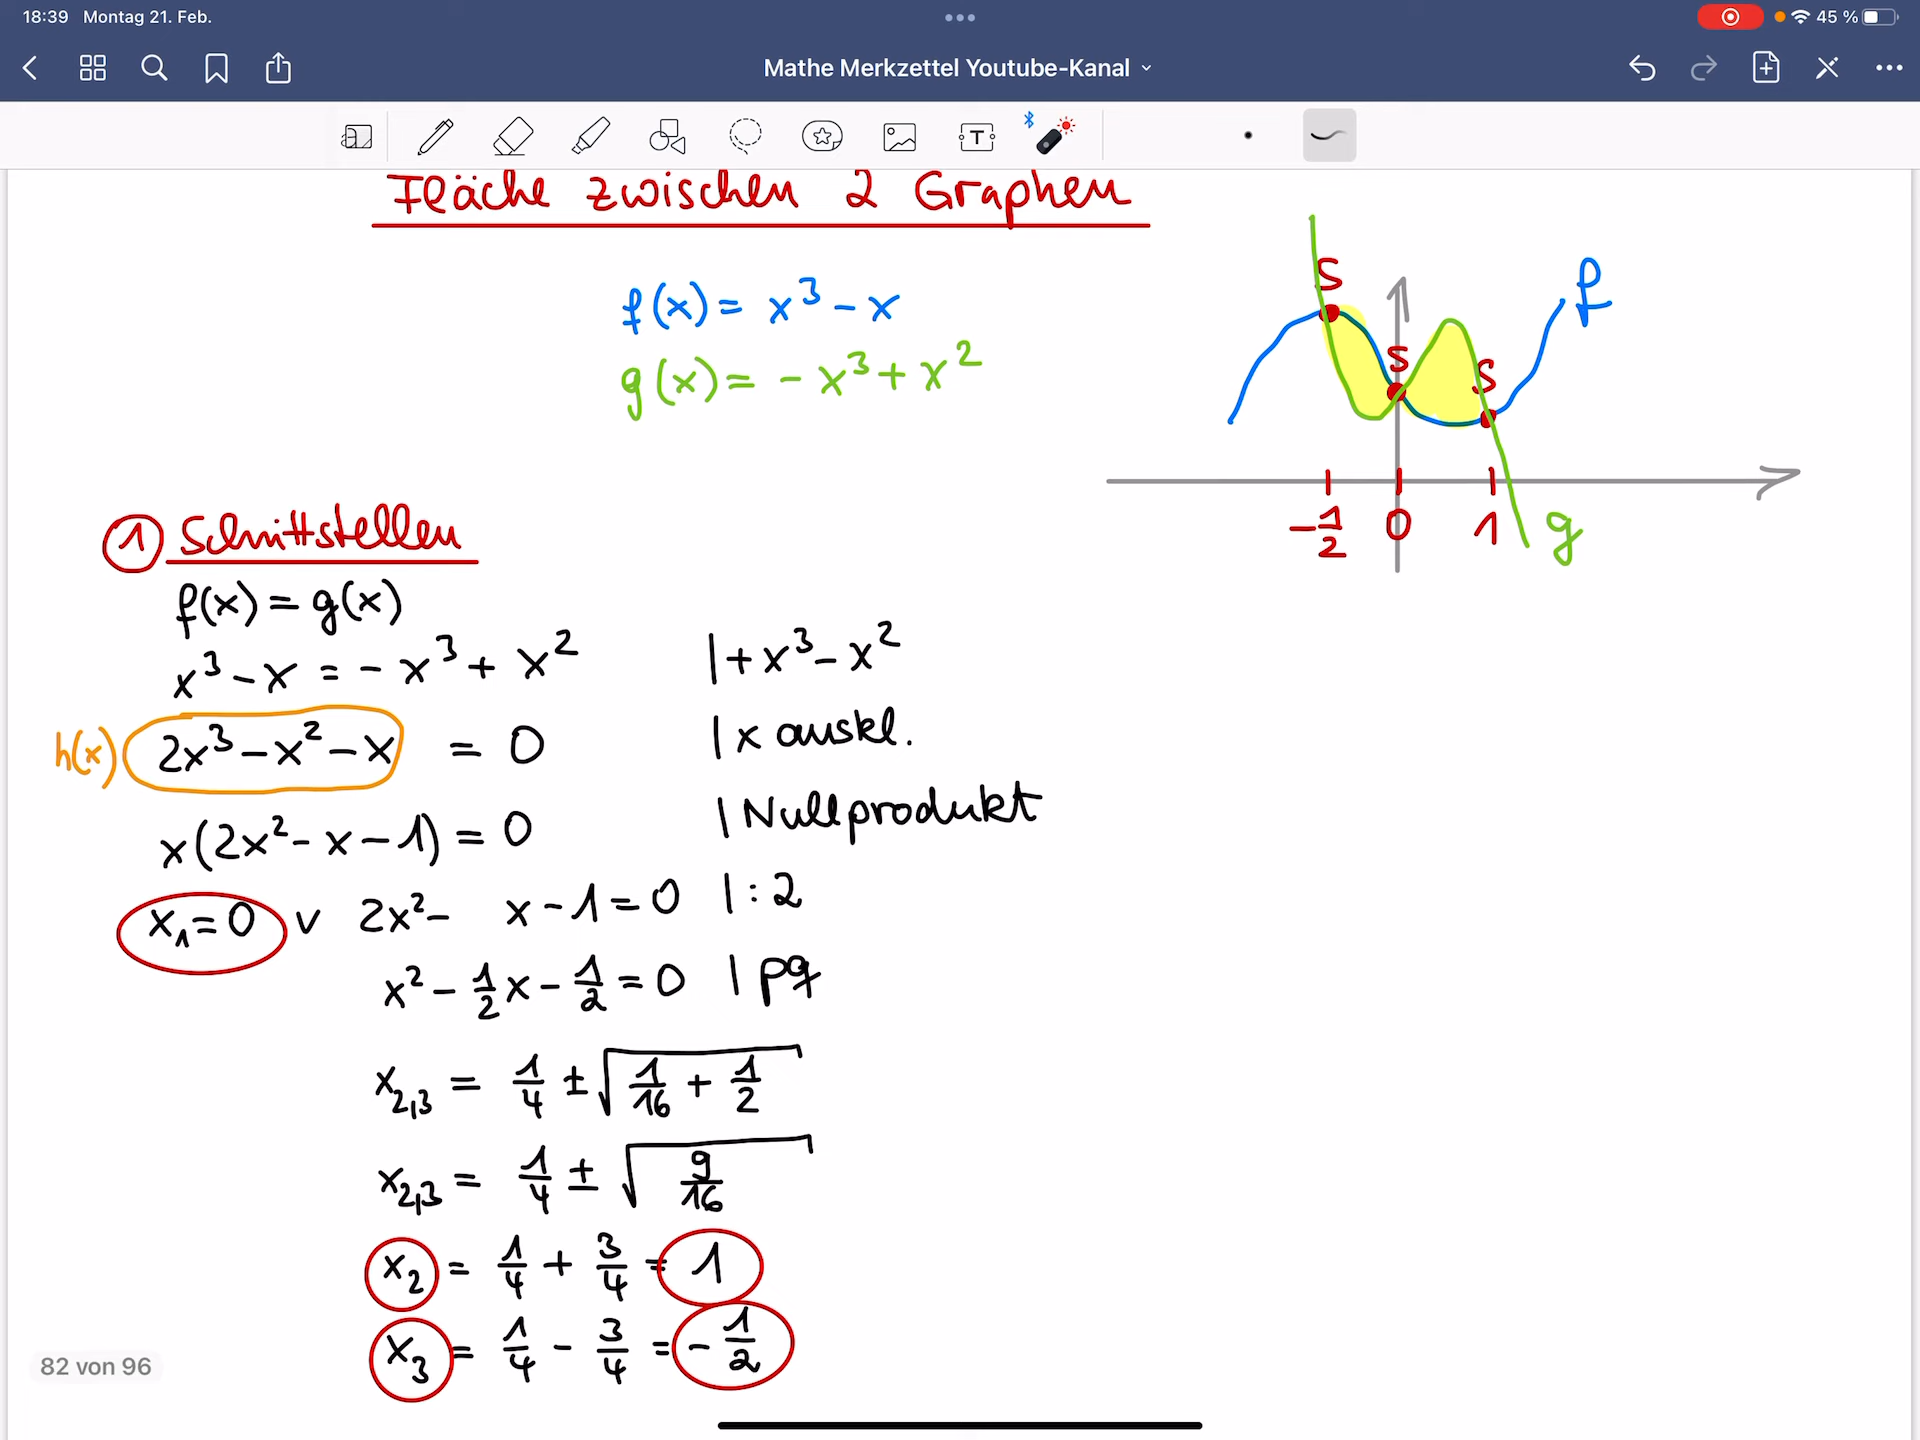 18:39 Montag 21. Feb.
45 %
Mathe Merkzettel Youtube-Kanal
Fläche zwischen 2 Graphen
f(x) = x³ - x
g(x) = - x³ + x²
S
S
S
f
-1/2 0 1
g
① Schnittstellen
f(x) = g(x)
x³ - x = - x³ + x² | + x³ - x²
h(x) 2x³ - x² - x = 0 | x auskl.
x(2x² - x - 1) = 0 | Nullprodukt
x₁ = 0 v 2x² - x - 1 = 0 | : 2
x² - 1/2 x - 1/2 = 0 | pq
x₂,₃ = 1/4 ± √(1/16 + 1/2)
x₂,₃ = 1/4 ± √(9/16)
x₂ = 1/4 + 3/4 = 1
x₃ = 1/4 - 3/4 = - 1/2
82 von 96